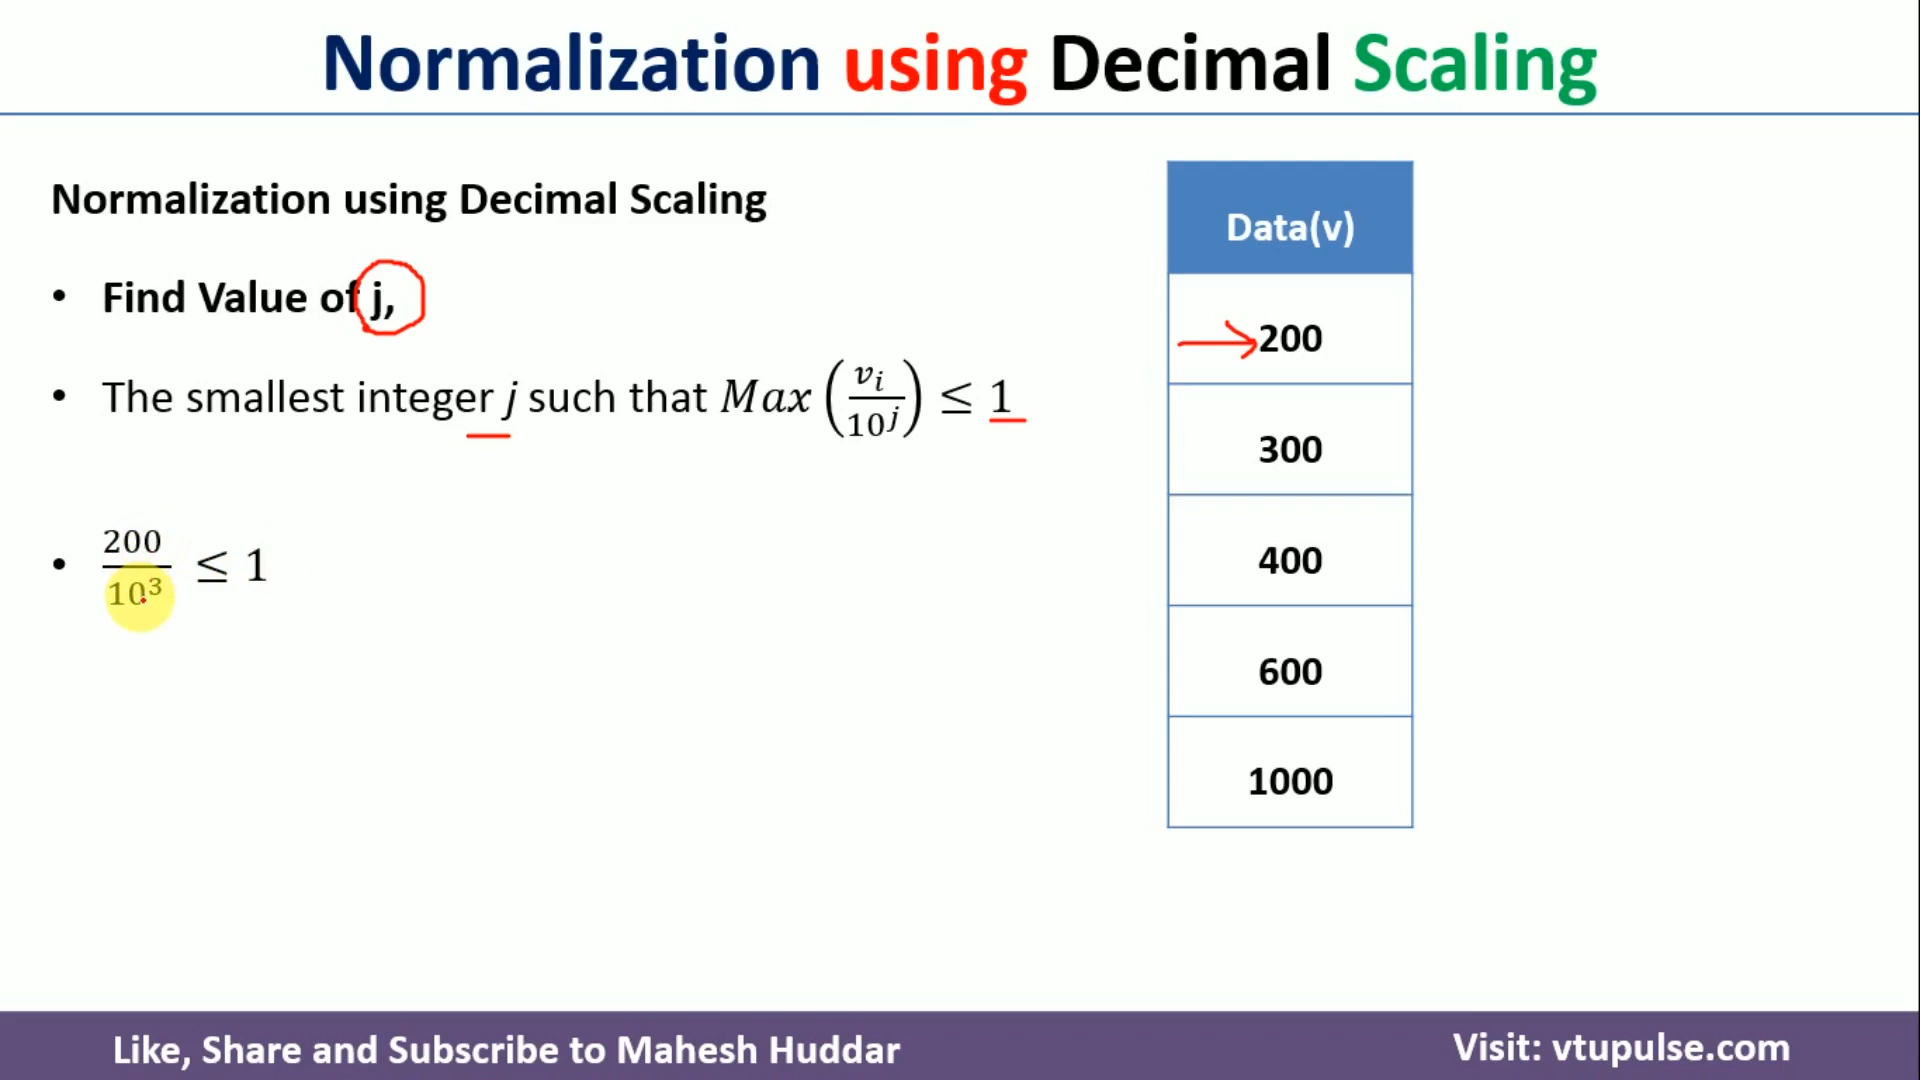 Normalization using Decimal Scaling
Normalization using Decimal Scaling
• Find Value of j,
• The smallest integer j such that Max (v_i / 10^j) ≤ 1
• 200 / 10^3 ≤ 1
Data(v)
200
300
400
600
1000
Like, Share and Subscribe to Mahesh Huddar
Visit: vtupulse.com